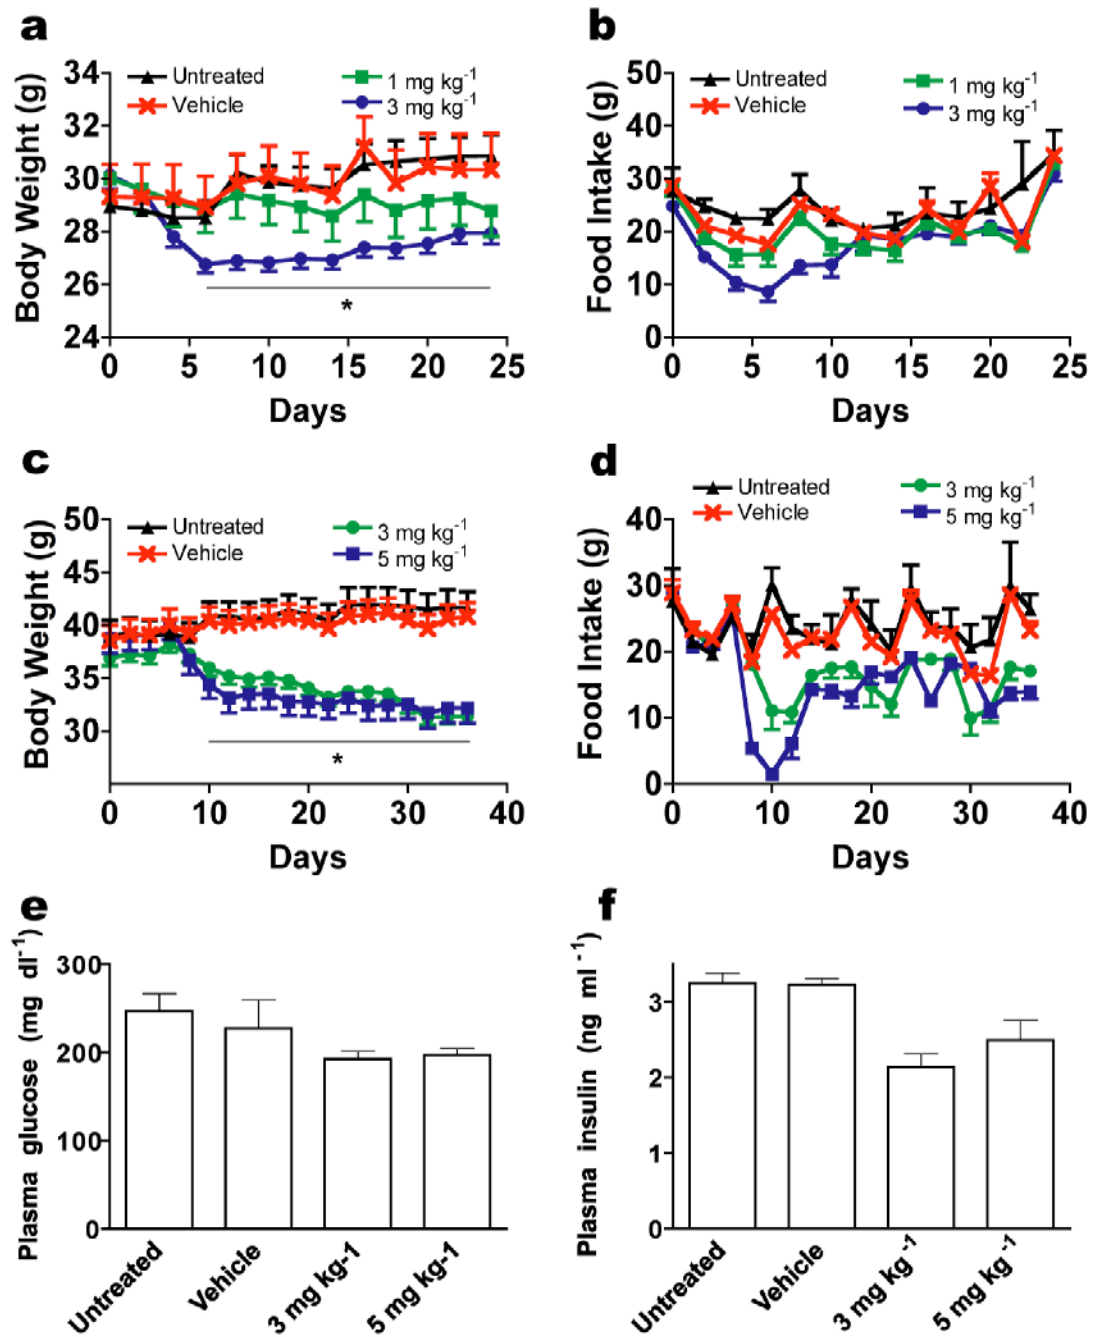 a
Body Weight (g)
34
32
30
28
26
24
Untreated
Vehicle
1 mg kg-1
3 mg kg-1
*
0 5 10 15 20 25
Days
b
Food Intake (g)
50
40
30
20
10
0
Untreated
Vehicle
1 mg kg-1
3 mg kg-1
0 5 10 15 20 25
Days
c
Body Weight (g)
50
45
40
35
30
Untreated
Vehicle
3 mg kg-1
5 mg kg-1
*
0 10 20 30 40
Days
d
Food Intake (g)
40
30
20
10
0
Untreated
Vehicle
3 mg kg-1
5 mg kg-1
0 10 20 30 40
Days
e
Plasma glucose (mg dl-1)
300
200
100
0
Untreated
Vehicle
3 mg kg-1
5 mg kg-1
f
Plasma insulin (ng ml-1)
3
2
1
0
Untreated
Vehicle
3 mg kg-1
5 mg kg-1